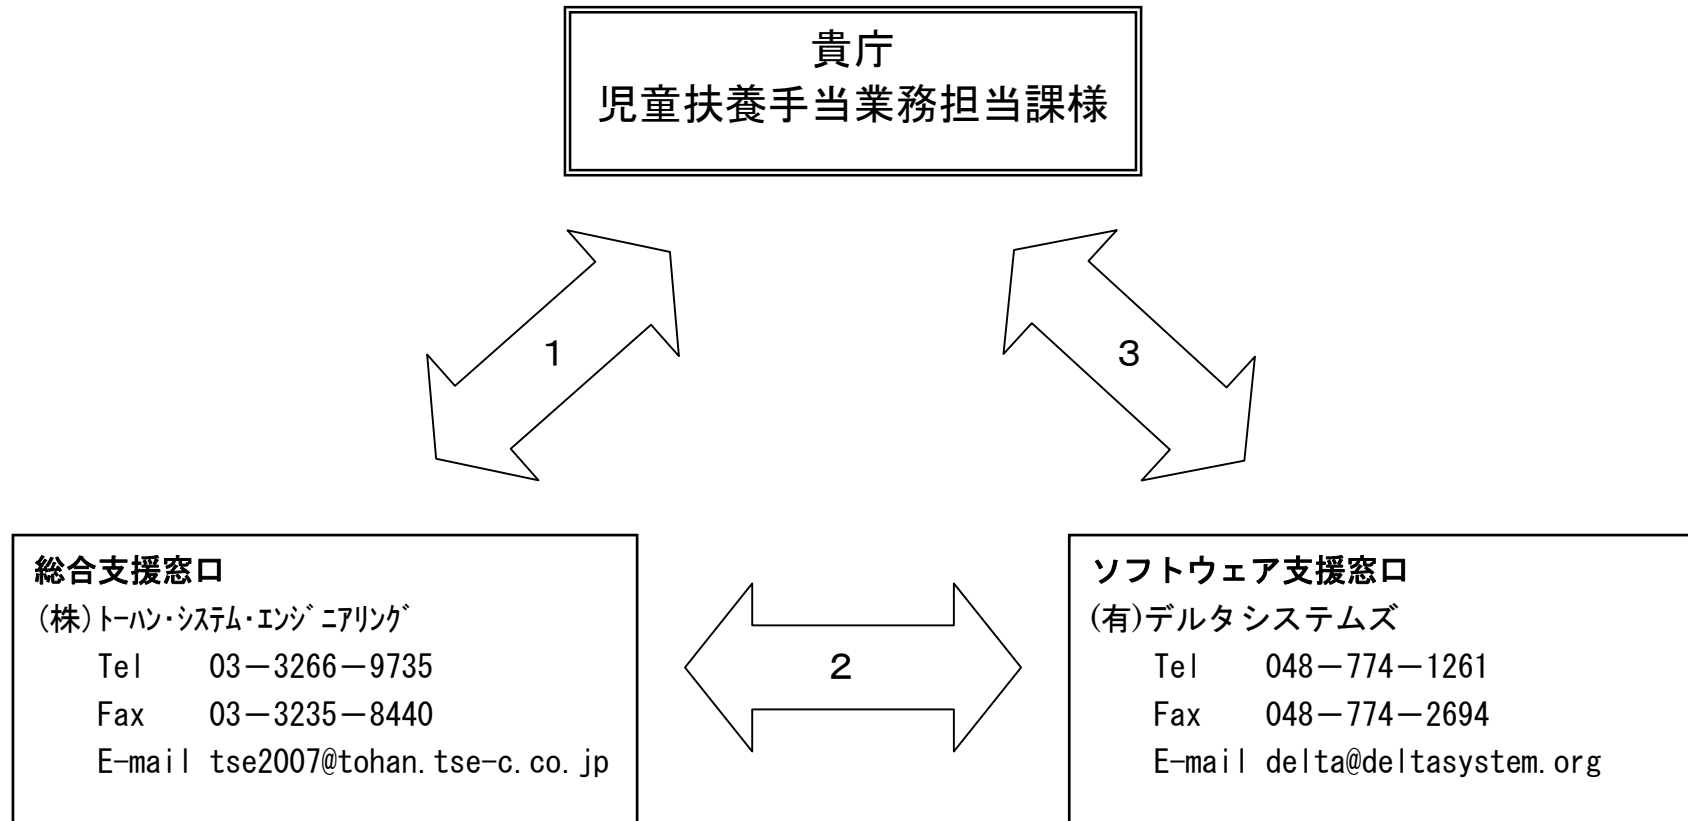 貴庁
児童扶養手当業務担当課様
1
3
総合支援窓口
(株)ﾄｰﾊﾝ･ｼｽﾃﾑ･ｴﾝｼﾞﾆｱﾘﾝｸﾞ
Tel 03－3266－9735
Fax 03－3235－8440
E-mail tse2007@tohan.tse-c.co.jp
2
ソフトウェア支援窓口
(有)デルタシステムズ
Tel 048－774－1261
Fax 048－774－2694
E-mail delta@deltasystem.org